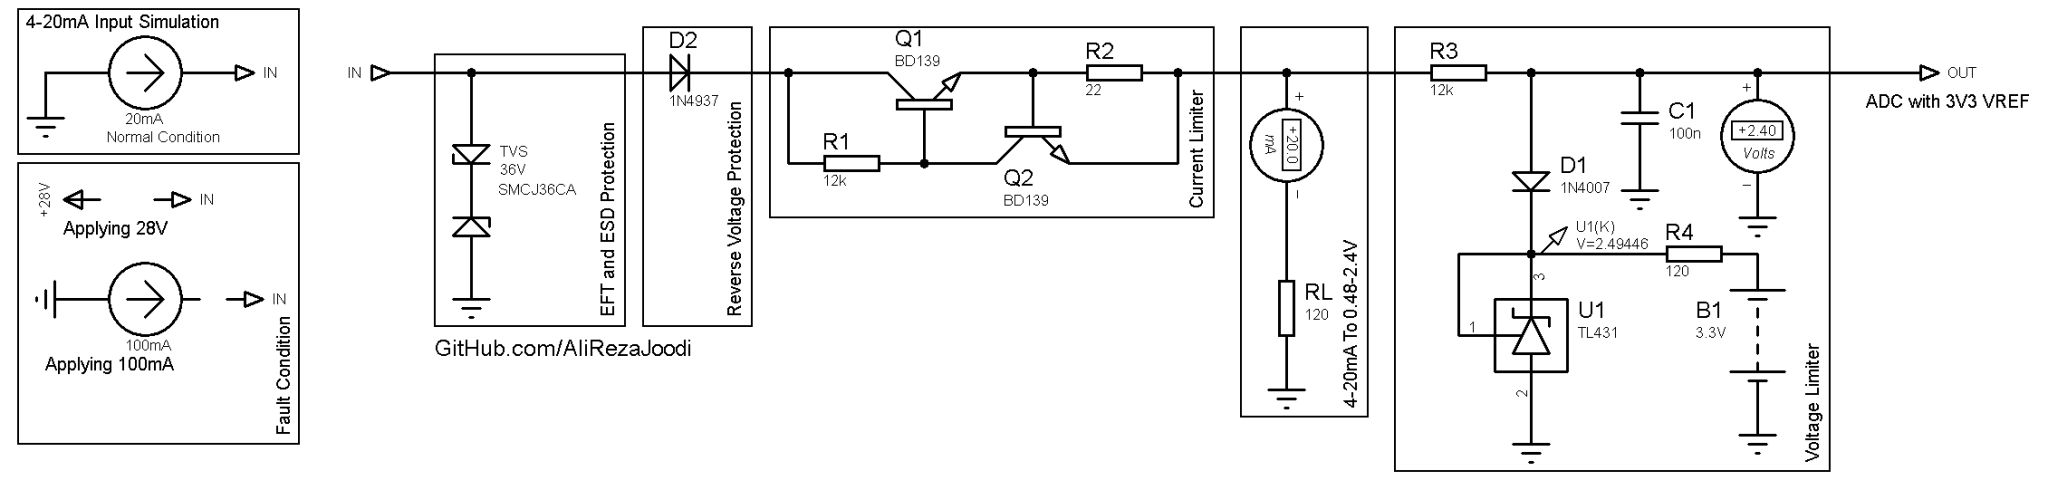 4-20mA Input Simulation
IN
20mA
Normal Condition
+28V
IN
Applying 28V
IN
100mA
Applying 100mA
Fault Condition
IN
TVS
36V
SMCJ36CA
EFT and ESD Protection
GitHub.com/AliRezaJoodi
D2
1N4937
Reverse Voltage Protection
Q1
BD139
R2
22
R1
12k
Q2
BD139
Current Limiter
+
+20.0
mA
−
RL
120
4-20mA To 0.48-2.4V
R3
12k
D1
1N4007
C1
100n
+
+2.40
Volts
−
U1(K)
V=2.49446
R4
120
3
1
2
U1
TL431
B1
3.3V
Voltage Limiter
OUT
ADC with 3V3 VREF